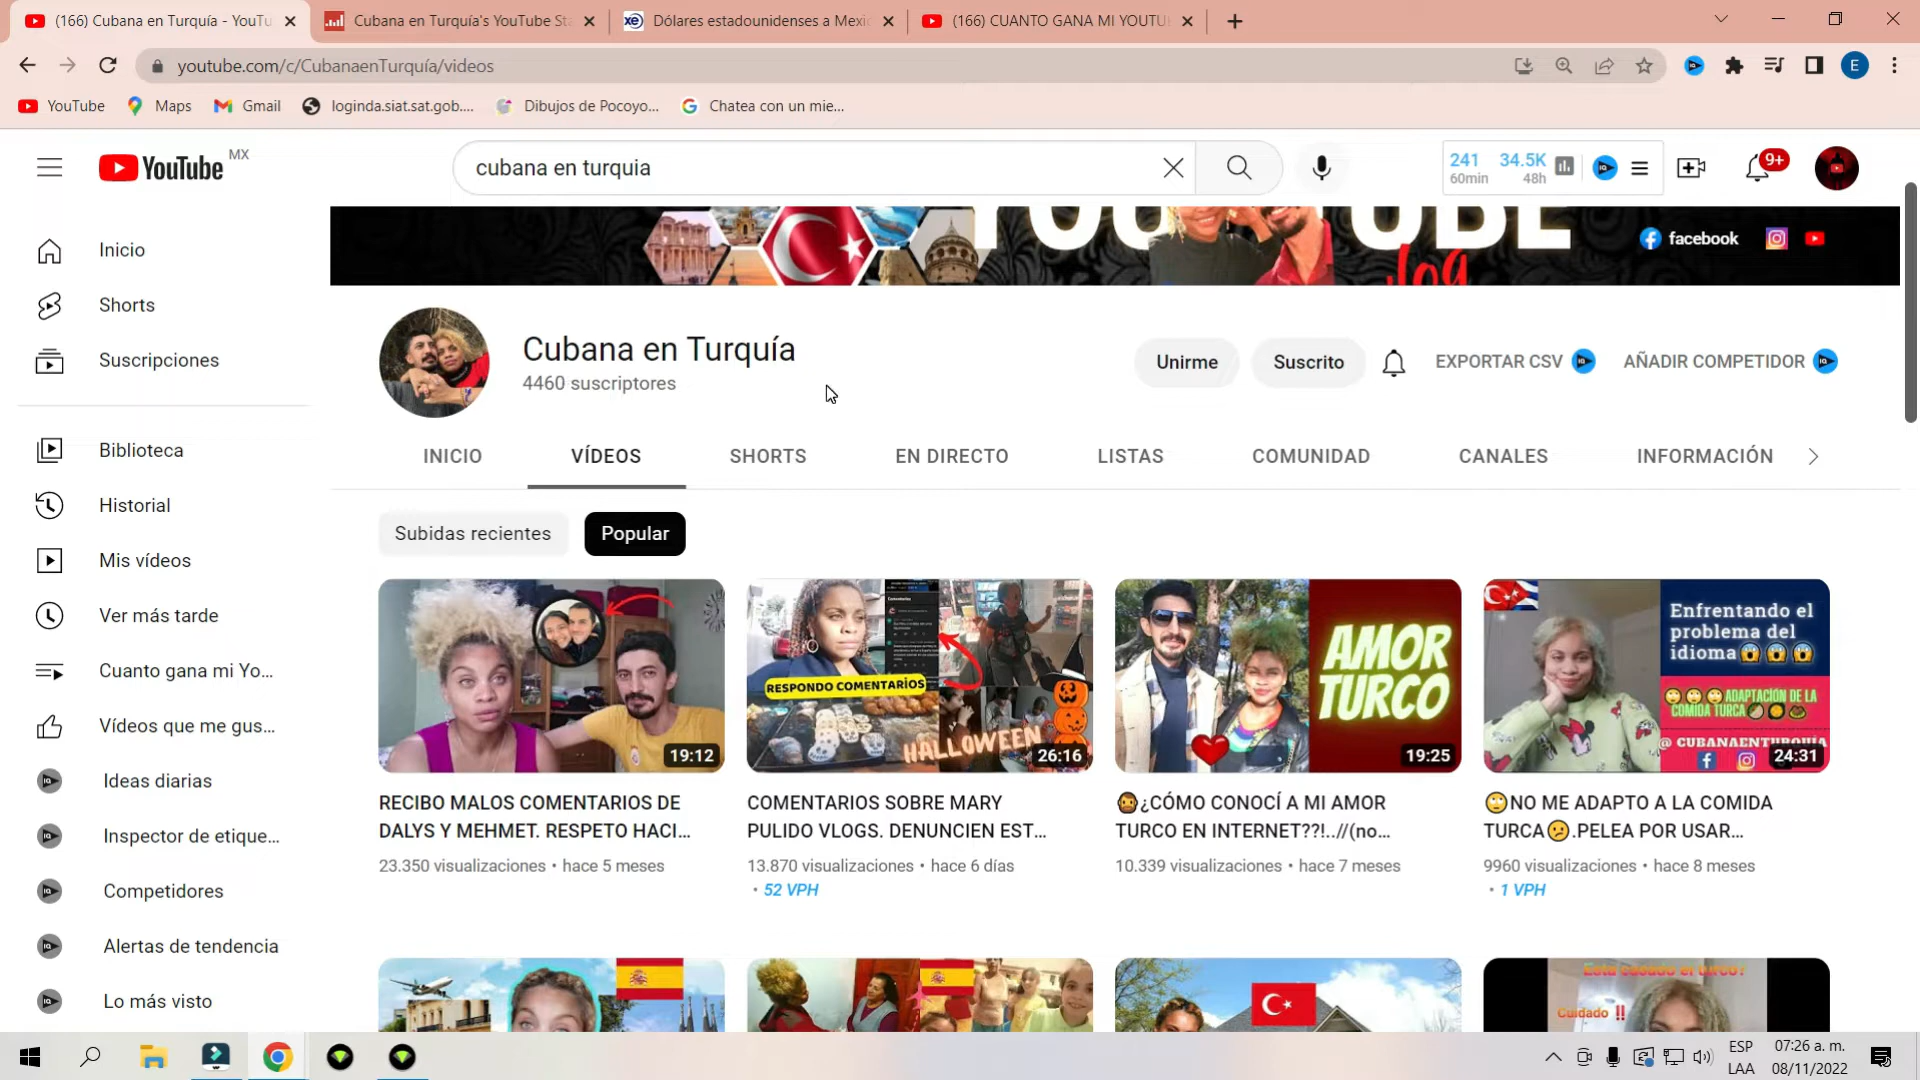 (166) Cubana en Turquía - YouTu
Cubana en Turquía's YouTube Sta
Dólares estadounidenses a Mexic
(166) CUANTO GANA MI YOUTU
youtube.com/c/CubanaenTurquía/videos
E
YouTube
Maps
Gmail
loginda.siat.sat.gob....
Dibujos de Pocoyo...
Chatea con un mie...
YouTube MX
cubana en turquia
241
60min
34.5K
48h
9+
facebook
Inicio
Shorts
Suscripciones
Biblioteca
Historial
Mis vídeos
Ver más tarde
Cuanto gana mi Yo...
Vídeos que me gus...
Ideas diarias
Inspector de etique...
Competidores
Alertas de tendencia
Lo más visto
Cubana en Turquía
4460 suscriptores
Unirme
Suscrito
EXPORTAR CSV
AÑADIR COMPETIDOR
INICIO
VÍDEOS
SHORTS
EN DIRECTO
LISTAS
COMUNIDAD
CANALES
INFORMACIÓN
Subidas recientes
Popular
19:12
RESPONDO COMENTARÍOS
HALLOWEEN
26:16
AMOR
TURCO
19:25
Enfrentando el
problema del
idioma
ADAPTACIÓN DE LA
COMIDA TURCA
@ CUBANAENTURQUÍA
24:31
RECIBO MALOS COMENTARIOS DE
DALYS Y MEHMET. RESPETO HACI...
23.350 visualizaciones • hace 5 meses
COMENTARIOS SOBRE MARY
PULIDO VLOGS. DENUNCIEN EST...
13.870 visualizaciones • hace 6 días
• 52 VPH
🧔¿CÓMO CONOCÍ A MI AMOR
TURCO EN INTERNET??!..//(no...
10.339 visualizaciones • hace 7 meses
🙄NO ME ADAPTO A LA COMIDA
TURCA😕.PELEA POR USAR...
9960 visualizaciones • hace 8 meses
• 1 VPH
Cuidado ‼
ESP
LAA
07:26 a. m.
08/11/2022